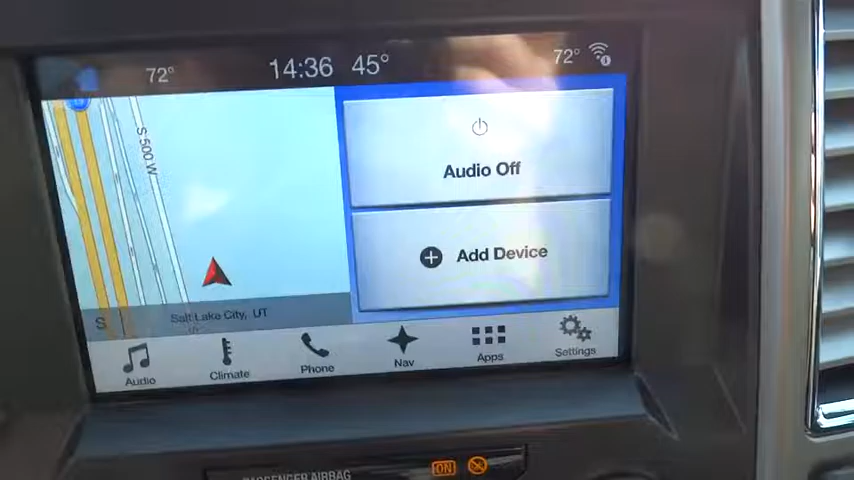 72°
14:36
45°
72°
S 500 W
Audio Off
Add Device
S
Salt Lake City, UT
Audio
Climate
Phone
Nav
Apps
Settings
PASSENGER AIRBAG
ON